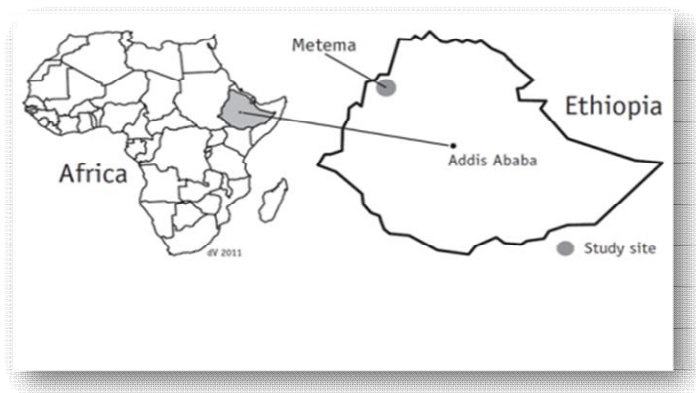 Metema
Ethiopia
Addis Ababa
Africa
Study site
dV 2011